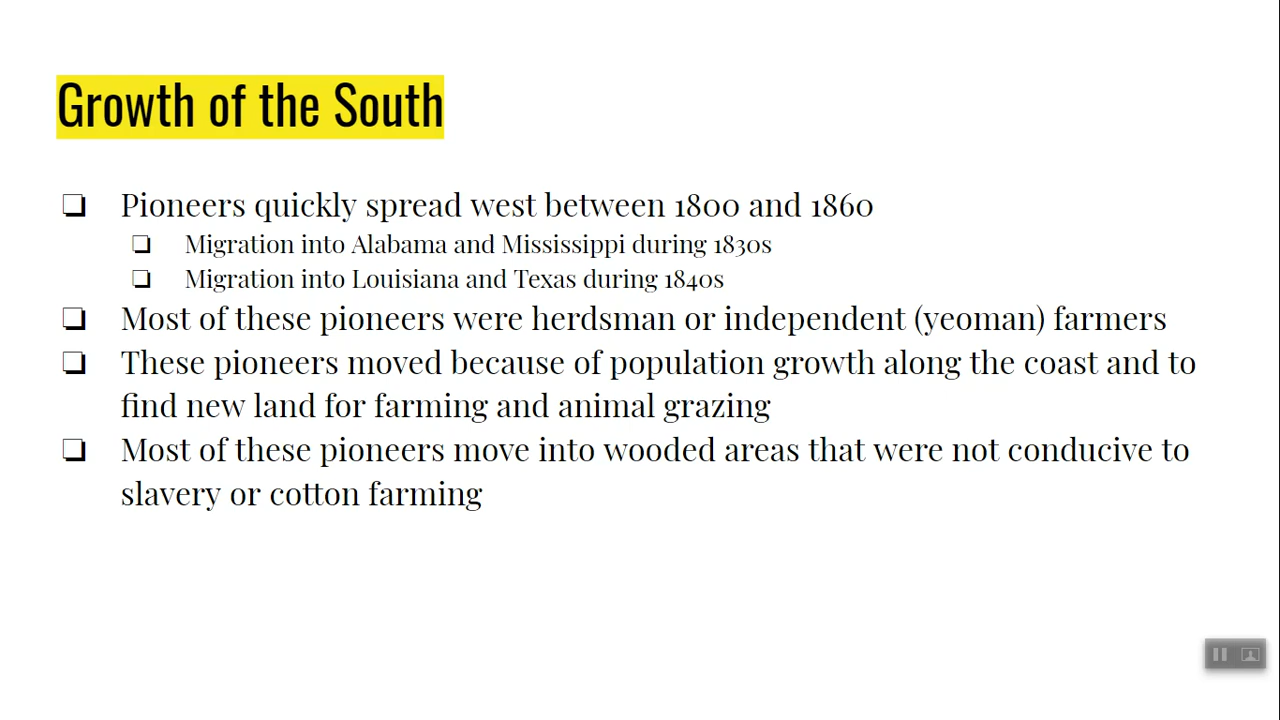 Growth of the South
❏ Pioneers quickly spread west between 1800 and 1860
❏ Migration into Alabama and Mississippi during 1830s
❏ Migration into Louisiana and Texas during 1840s
❏ Most of these pioneers were herdsman or independent (yeoman) farmers
❏ These pioneers moved because of population growth along the coast and to
find new land for farming and animal grazing
❏ Most of these pioneers move into wooded areas that were not conducive to
slavery or cotton farming